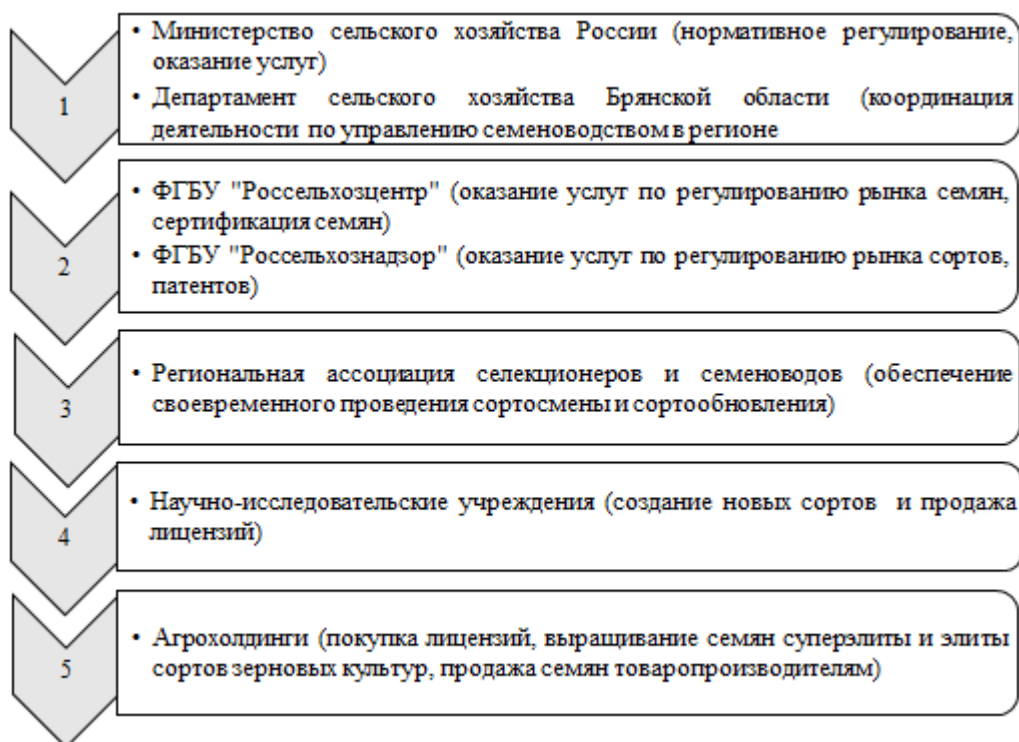 1
• Министерство сельского хозяйства России (нормативное регулирование,
оказание услуг)
• Департамент сельского хозяйства Брянской области (координация
деятельности по управлению семеноводством в регионе
2
• ФГБУ "Россельхозцентр" (оказание услуг по регулированию рынка семян,
сертификация семян)
• ФГБУ "Россельхознадзор" (оказание услуг по регулированию рынка сортов,
патентов)
3
• Региональная ассоциация селекционеров и семеноводов (обеспечение
своевременного проведения сортосмены и сортообновления)
4
• Научно-исследовательские учреждения (создание новых сортов и продажа
лицензий)
5
• Агрохолдинги (покупка лицензий, выращивание семян суперэлиты и элиты
сортов зерновых культур, продажа семян товаропроизводителям)